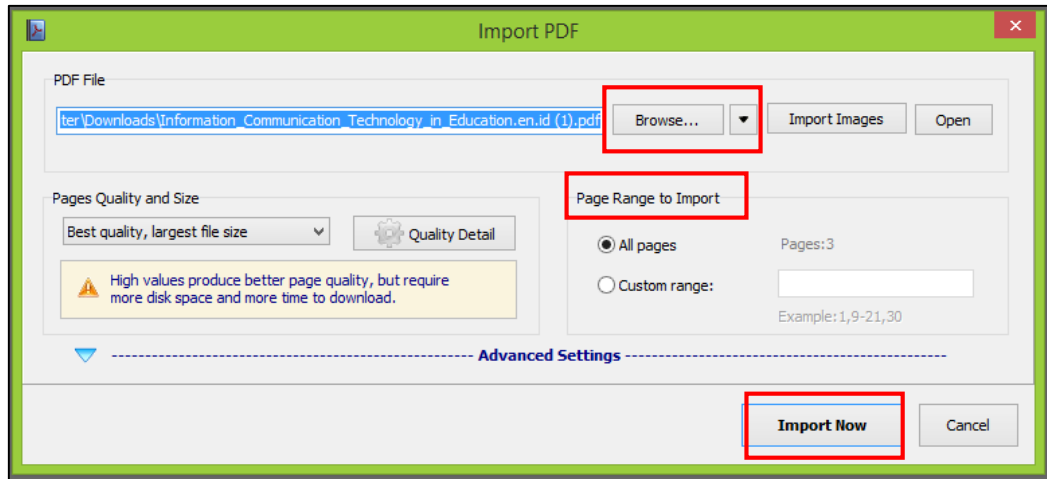 Import PDF
PDF File
ter\Downloads\Information_Communication_Technology_in_Education.en.id (1).pdf
Browse...
Import Images
Open
Pages Quality and Size
Best quality, largest file size
Quality Detail
High values produce better page quality, but require
more disk space and more time to download.
Page Range to Import
All pages
Pages:3
Custom range:
Example:1,9-21,30
Advanced Settings
Import Now
Cancel